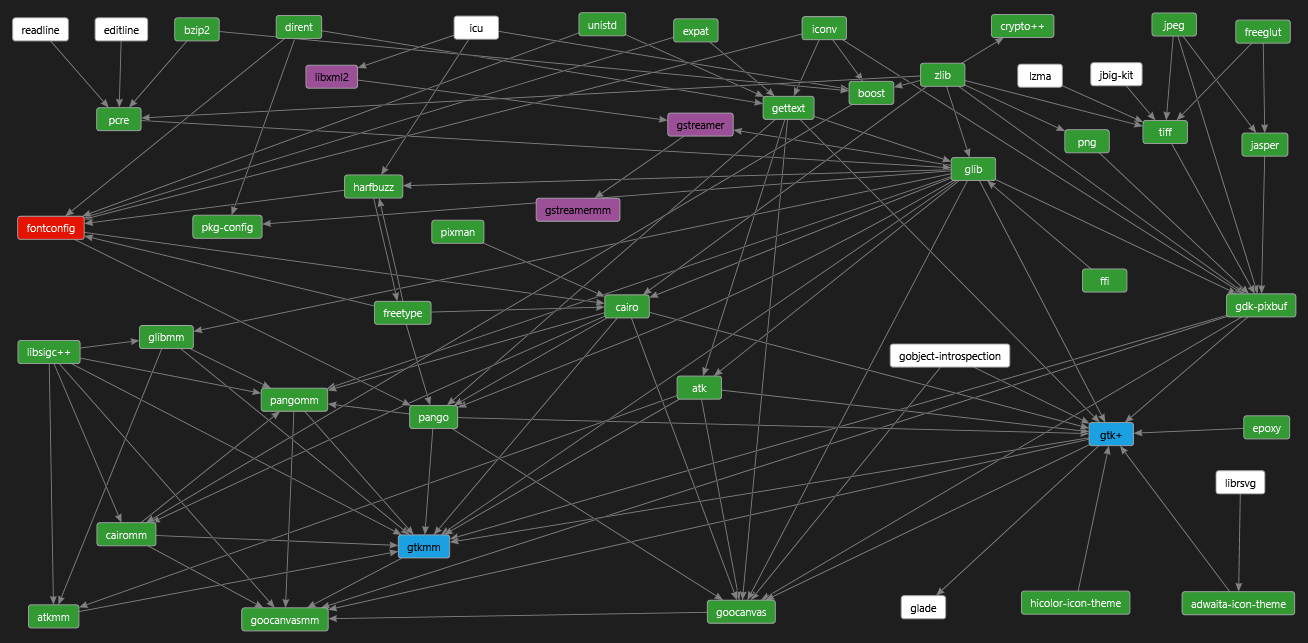 readline
editline
bzip2
dirent
icu
unistd
expat
iconv
crypto++
jpeg
freeglut
libxml2
zlib
lzma
jbig-kit
boost
gettext
pcre
gstreamer
png
tiff
jasper
glib
harfbuzz
gstreamermm
fontconfig
pkg-config
pixman
ffi
cairo
gdk-pixbuf
freetype
glibmm
libsigc++
gobject-introspection
atk
pangomm
pango
gtk+
epoxy
librsvg
cairomm
gtkmm
hicolor-icon-theme
adwaita-icon-theme
glade
goocanvas
atkmm
goocanvasmm